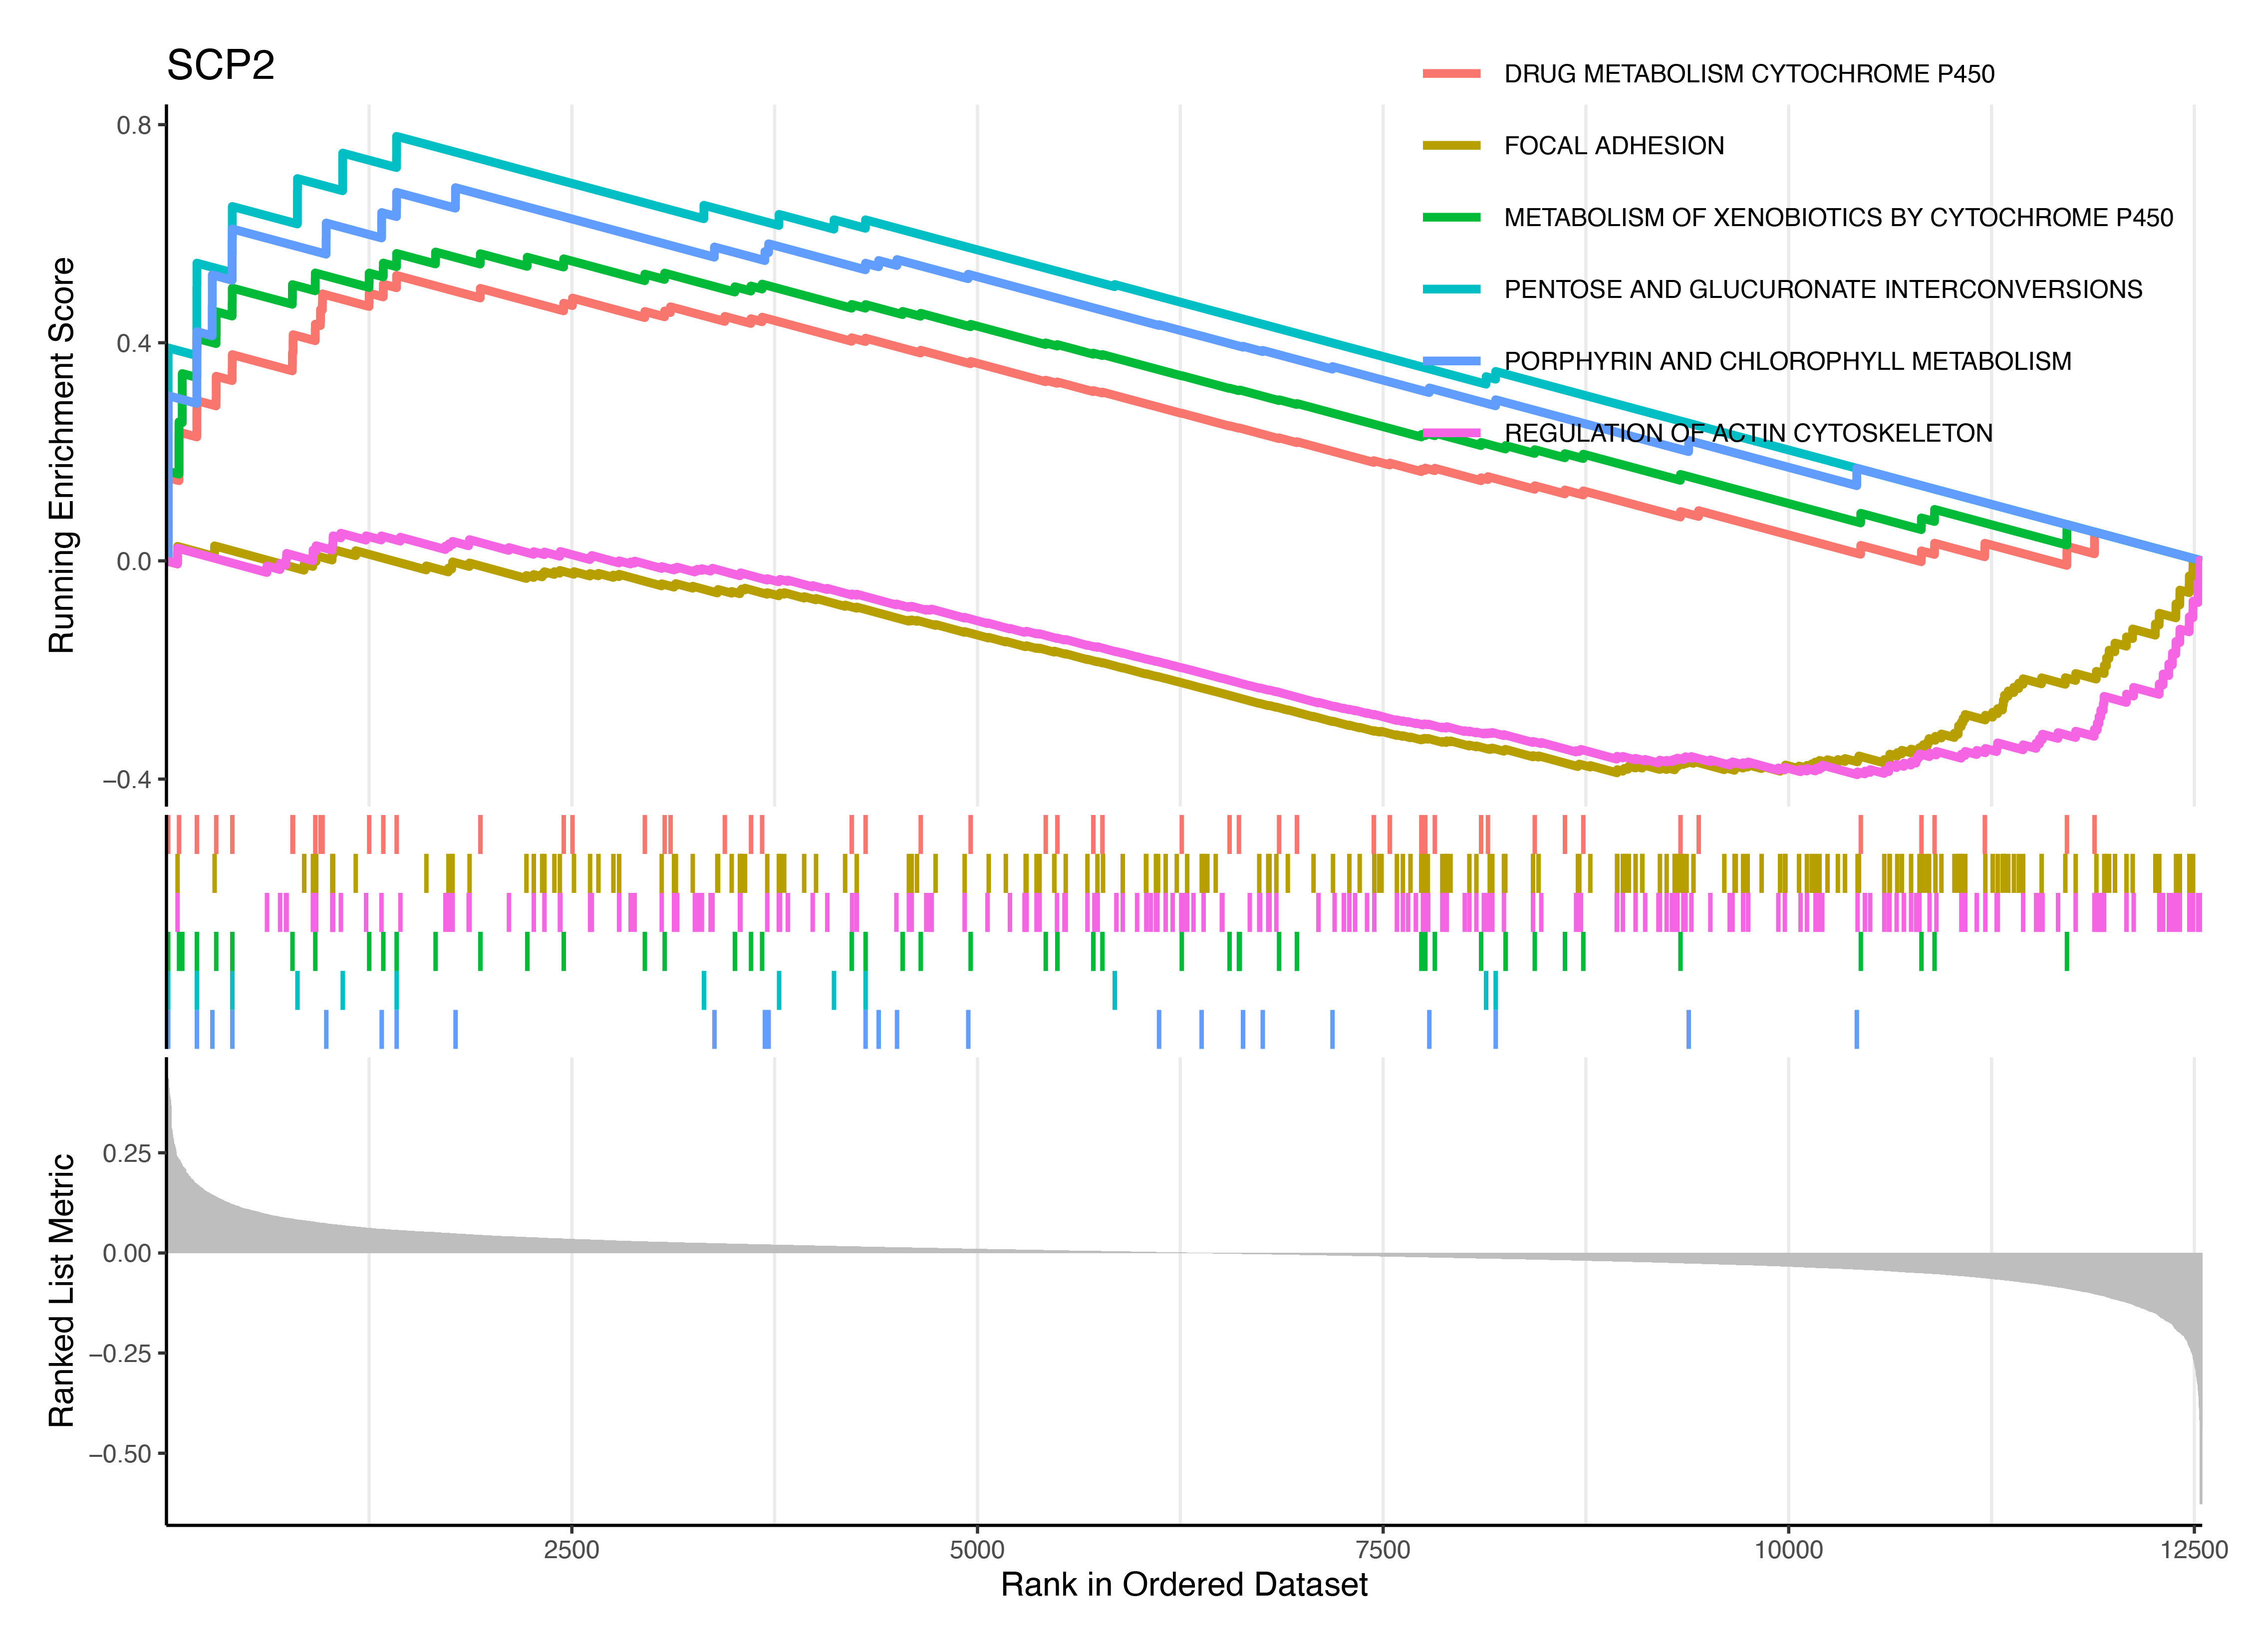 SCP2
DRUG METABOLISM CYTOCHROME P450
FOCAL ADHESION
METABOLISM OF XENOBIOTICS BY CYTOCHROME P450
PENTOSE AND GLUCURONATE INTERCONVERSIONS
PORPHYRIN AND CHLOROPHYLL METABOLISM
REGULATION OF ACTIN CYTOSKELETON
Running Enrichment Score
0.8
0.4
0.0
−0.4
Ranked List Metric
0.25
0.00
−0.25
−0.50
2500 5000 7500 10000 12500
Rank in Ordered Dataset